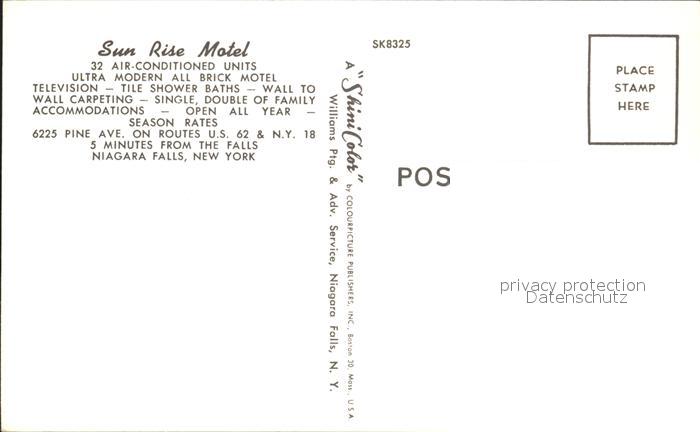 Sun Rise Motel
32 AIR-CONDITIONED UNITS
ULTRA MODERN ALL BRICK MOTEL
TELEVISION — TILE SHOWER BATHS — WALL TO
WALL CARPETING — SINGLE, DOUBLE OF FAMILY
ACCOMMODATIONS — OPEN ALL YEAR —
SEASON RATES
6225 PINE AVE. ON ROUTES U.S. 62 & N.Y. 18
5 MINUTES FROM THE FALLS
NIAGARA FALLS, NEW YORK
A "ShiniColor" by COLOURPICTURE PUBLISHERS, INC., Boston 30, Mass., U.S.A.
Williams Ptg. & Adv. Service, Niagara Falls, N. Y.
SK8325
PLACE
STAMP
HERE
POS
privacy protection
Datenschutz